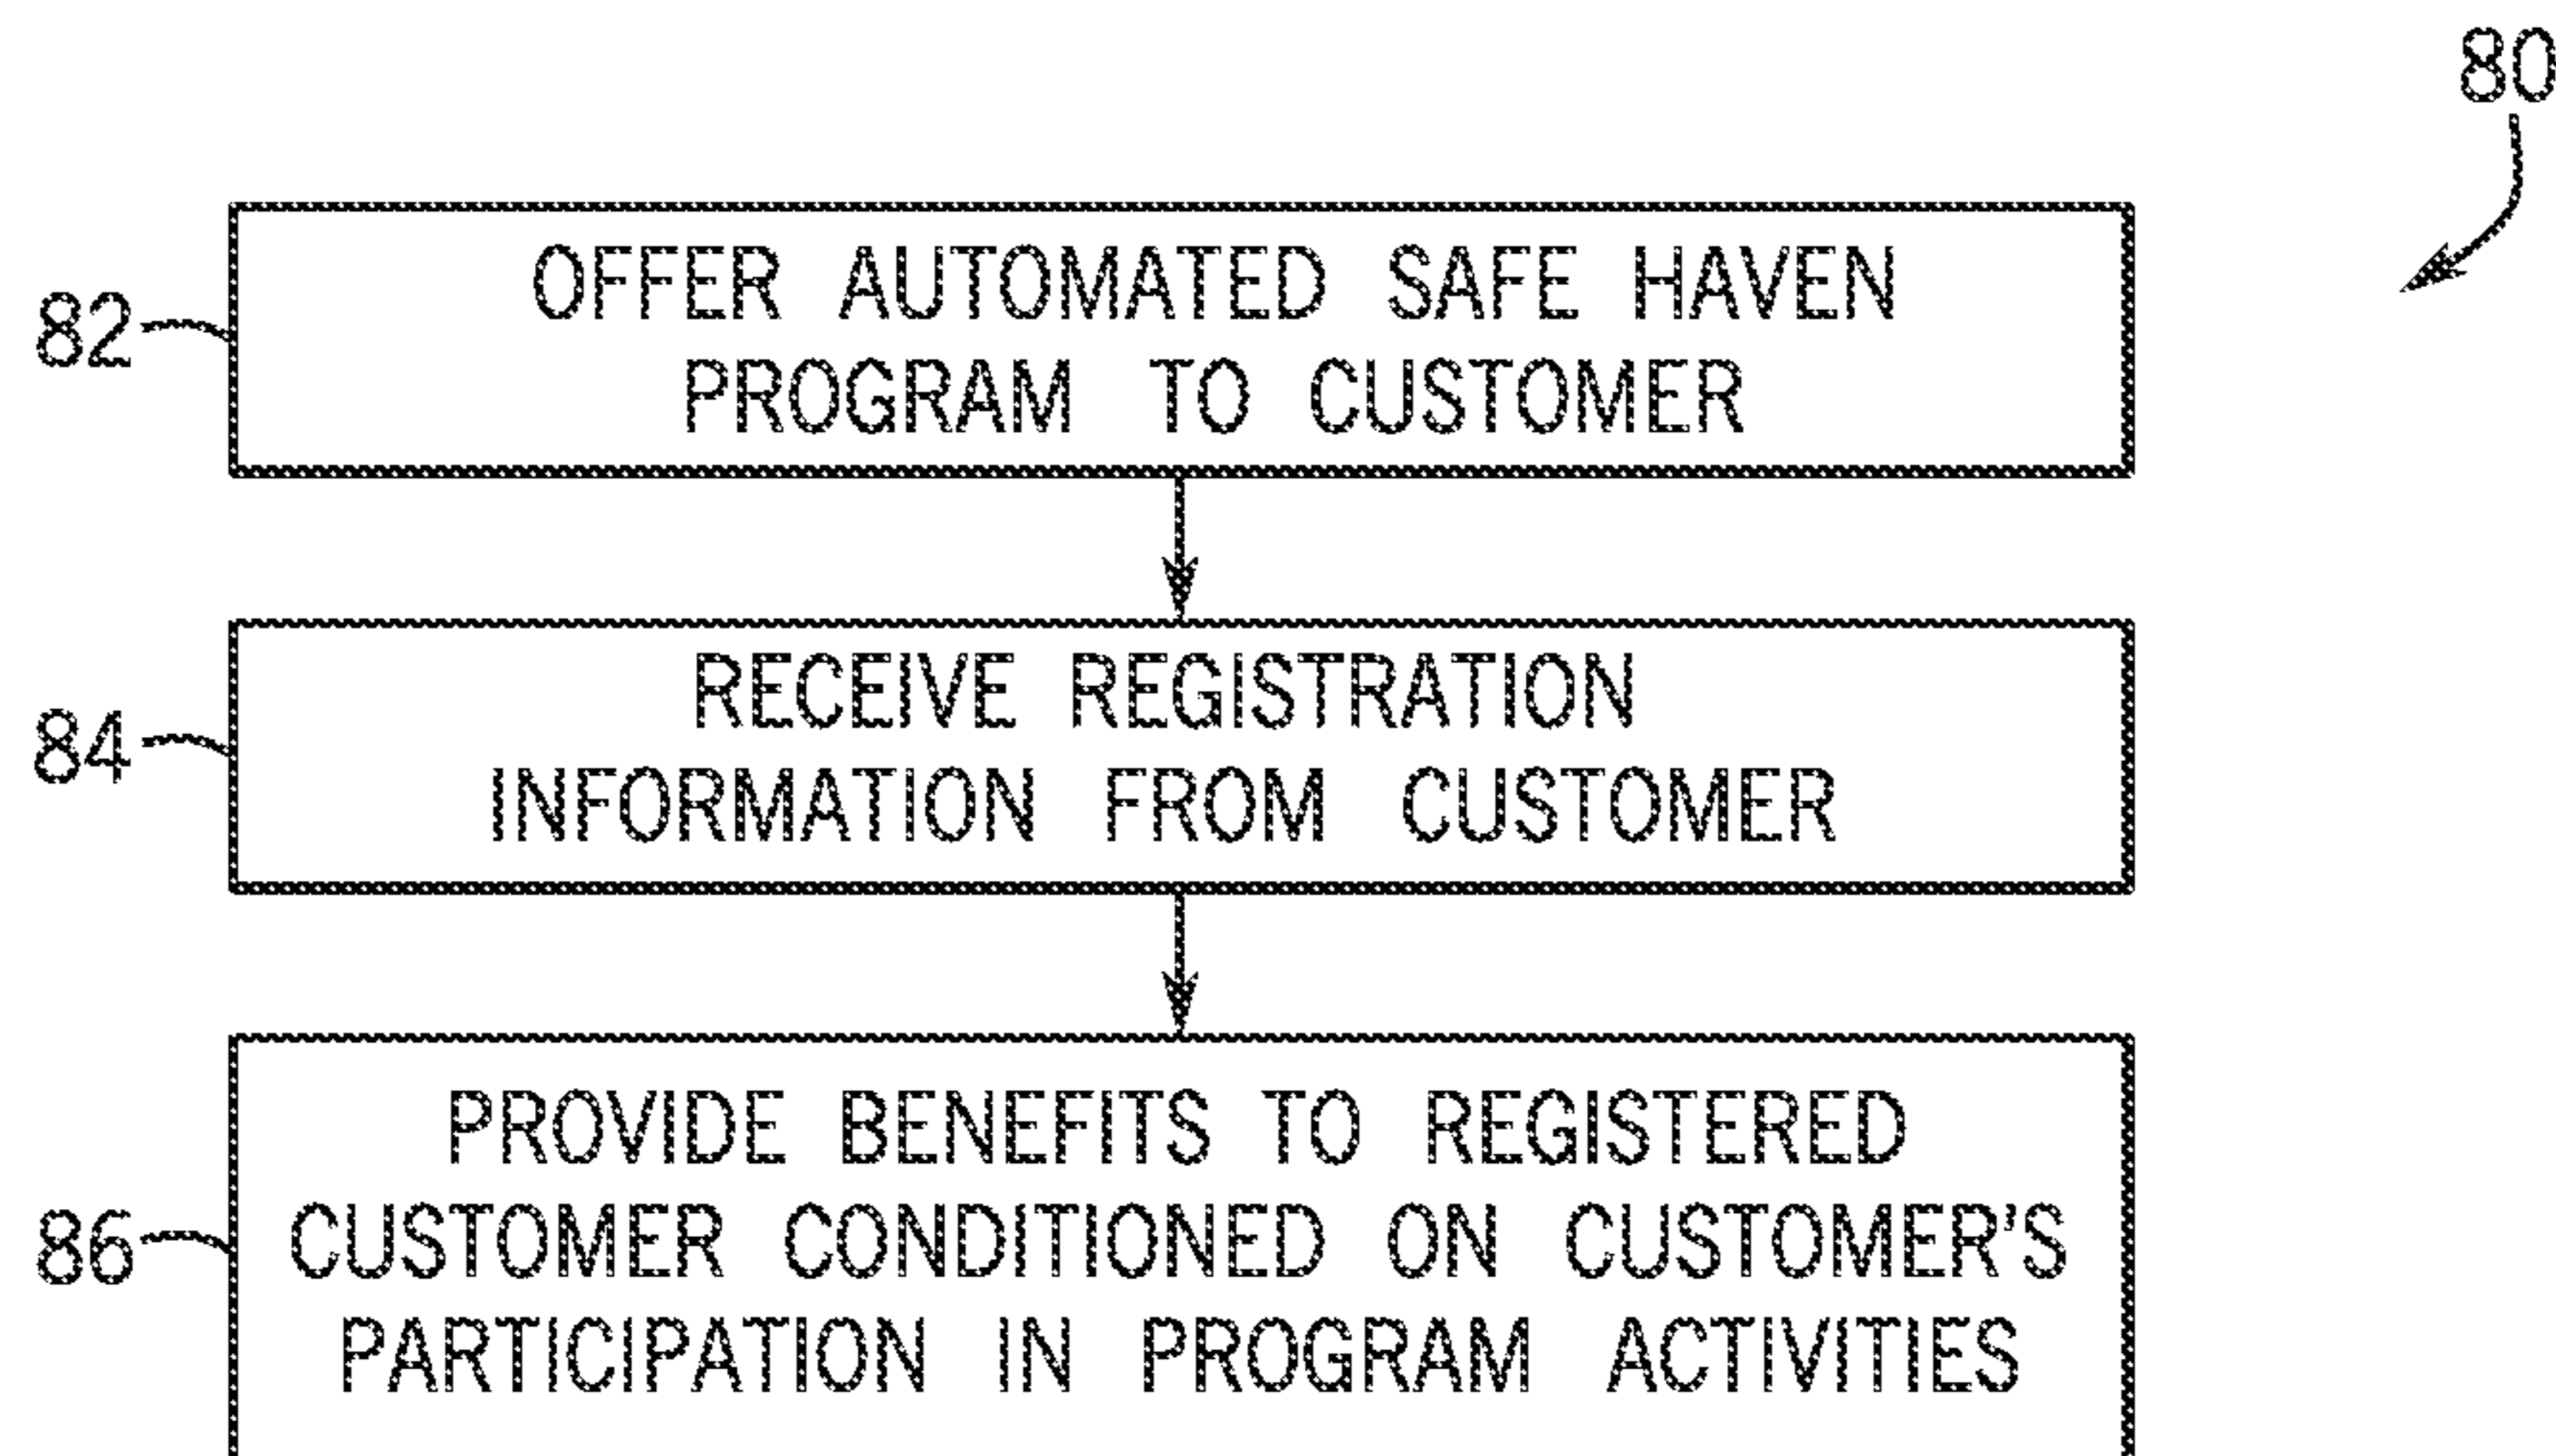 80
82
OFFER AUTOMATED SAFE HAVEN
PROGRAM TO CUSTOMER
84
RECEIVE REGISTRATION
INFORMATION FROM CUSTOMER
86
PROVIDE BENEFITS TO REGISTERED
CUSTOMER CONDITIONED ON CUSTOMER'S
PARTICIPATION IN PROGRAM ACTIVITIES